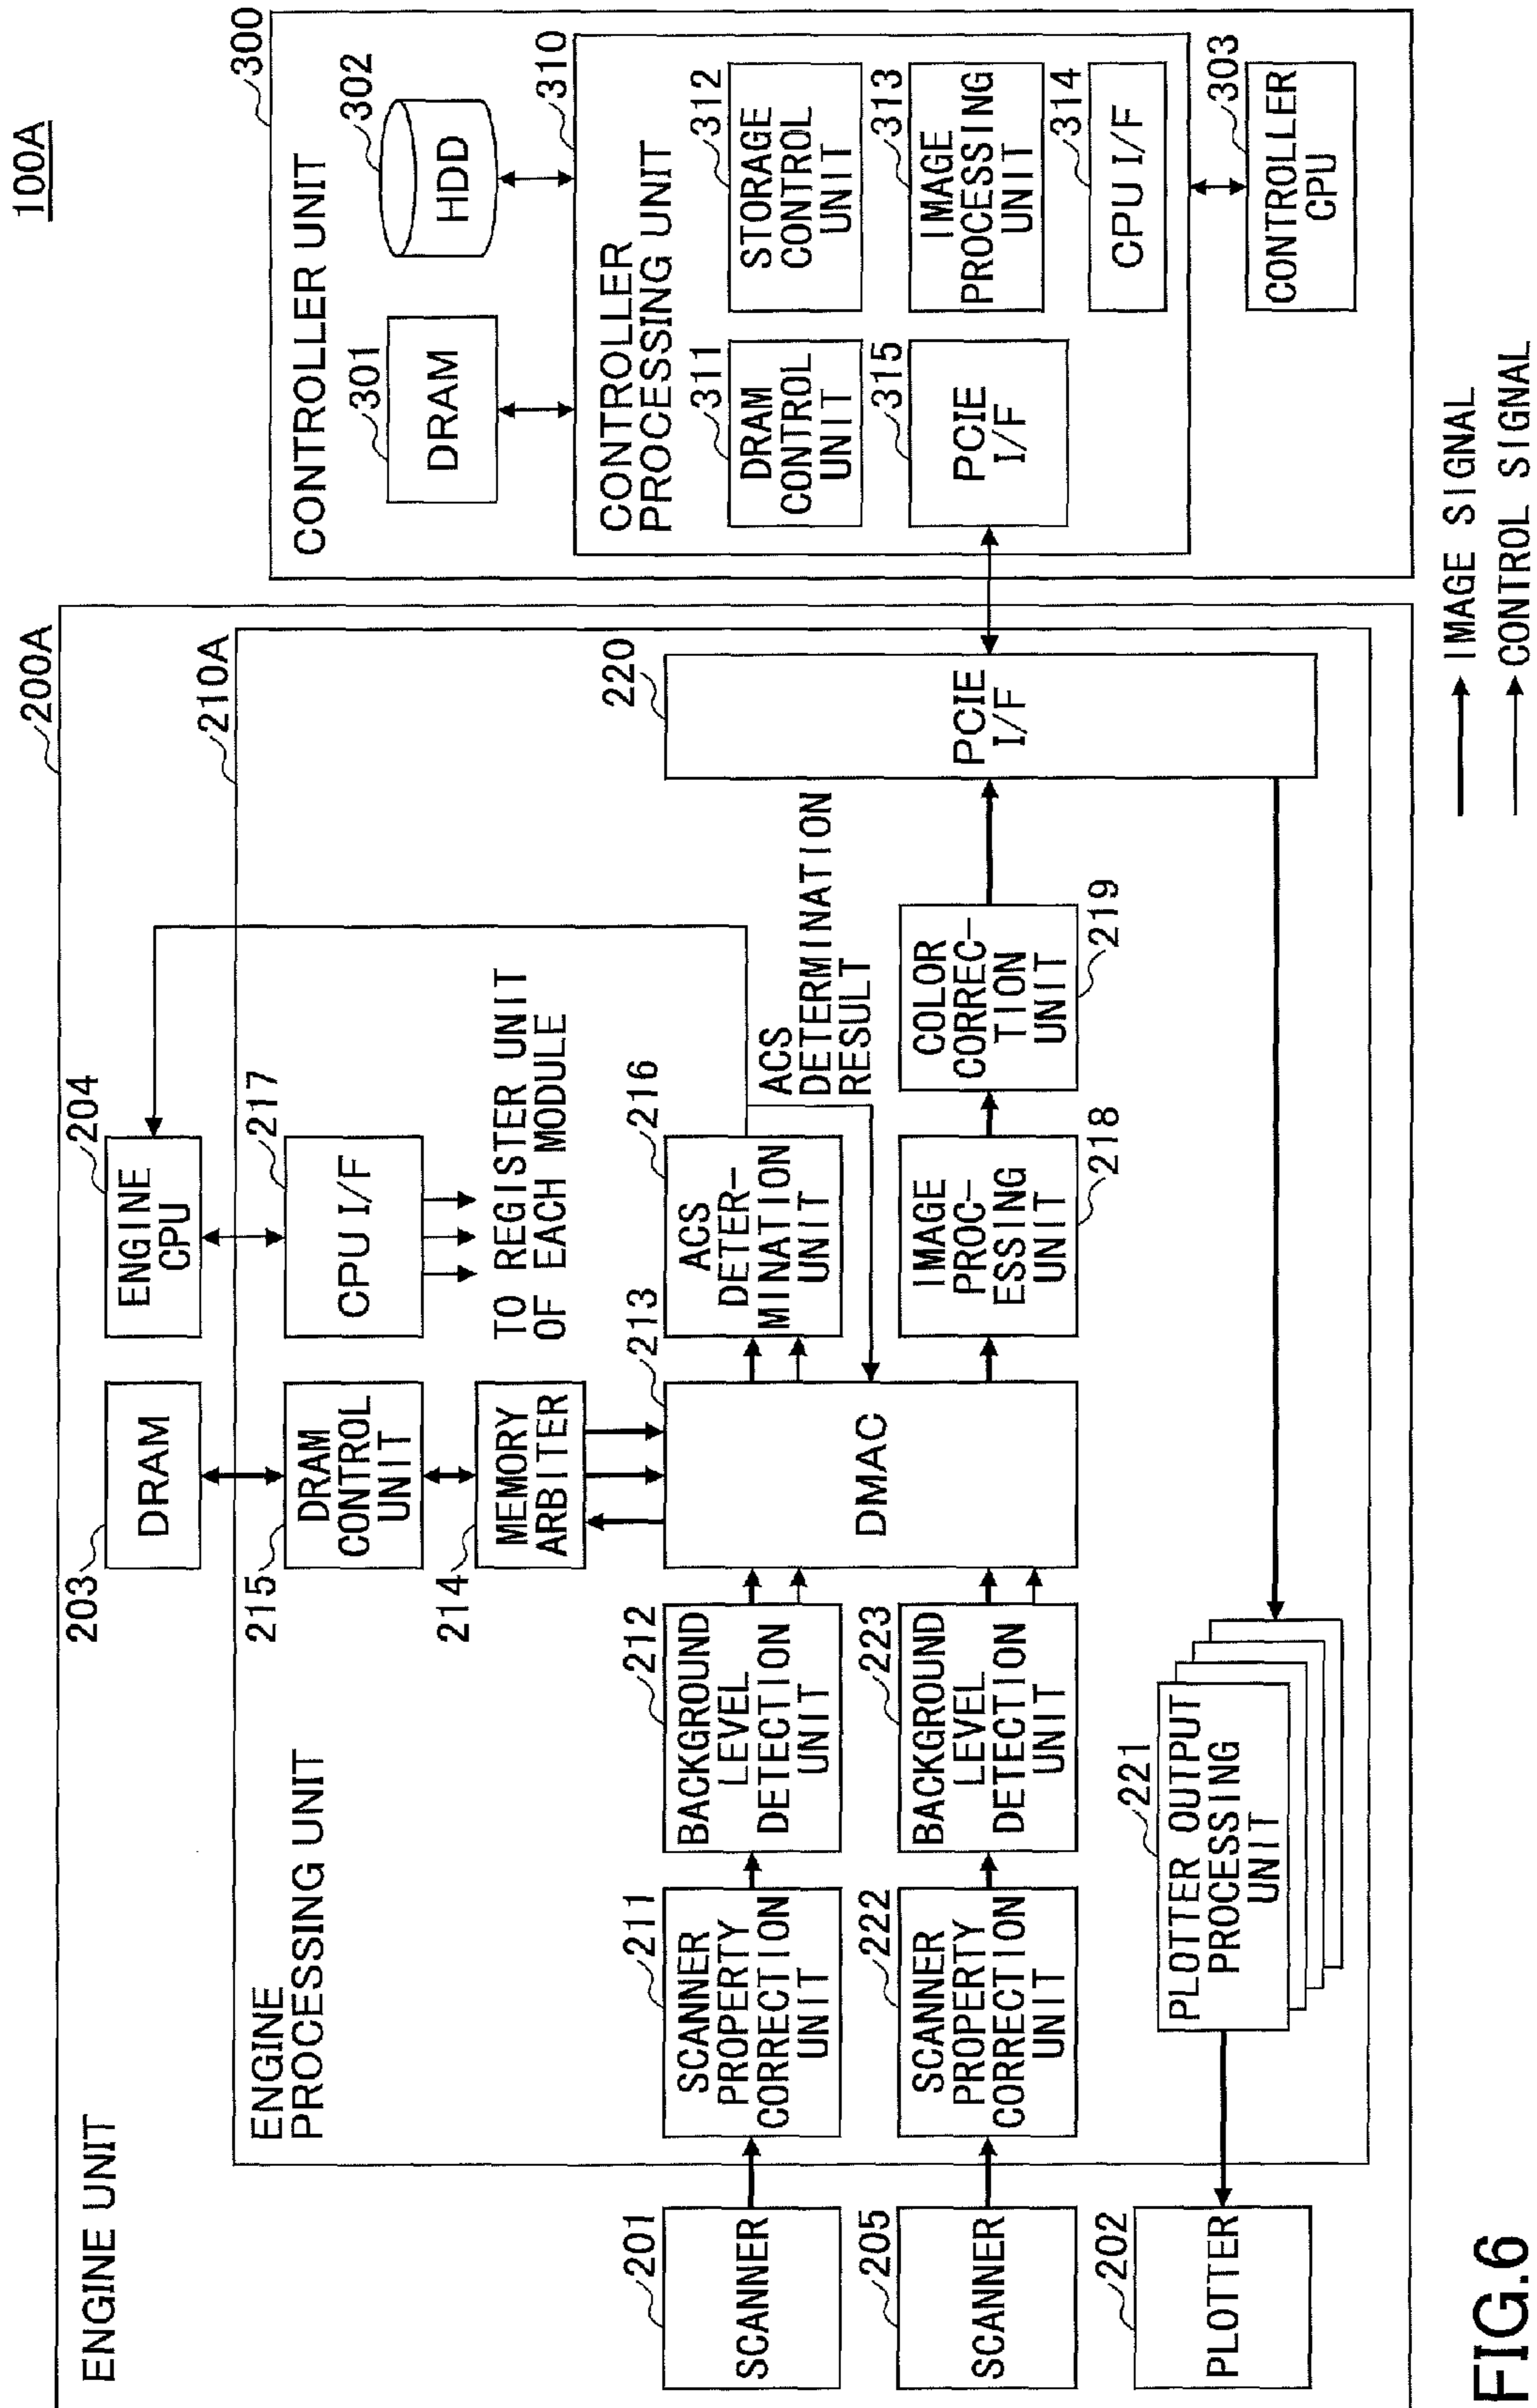 100A
ENGINE UNIT
200A
203
DRAM
204
ENGINE
CPU
ENGINE
PROCESSING UNIT
210A
215
DRAM
CONTROL
UNIT
217
CPU I/F
214
MEMORY
ARBITER
TO REGISTER UNIT
OF EACH MODULE
201
SCANNER
211
SCANNER
PROPERTY
CORRECTION
UNIT
212
BACKGROUND
LEVEL
DETECTION
UNIT
213
DMAC
216
ACS
DETER-
MINATION
UNIT
ACS
DETERMINATION
RESULT
220
PCIE
I/F
205
SCANNER
222
SCANNER
PROPERTY
CORRECTION
UNIT
223
BACKGROUND
LEVEL
DETECTION
UNIT
IMAGE
PROC-
ESSING
UNIT
218
COLOR
CORREC-
TION
UNIT
219
202
PLOTTER
221
PLOTTER OUTPUT
PROCESSING
UNIT
CONTROLLER UNIT
300
301
DRAM
302
HDD
CONTROLLER
PROCESSING UNIT
310
311
DRAM
CONTROL
UNIT
312
STORAGE
CONTROL
UNIT
315
PCIE
I/F
313
IMAGE
PROCESSING
UNIT
314
CPU I/F
303
CONTROLLER
CPU
IMAGE SIGNAL
CONTROL SIGNAL
FIG.6